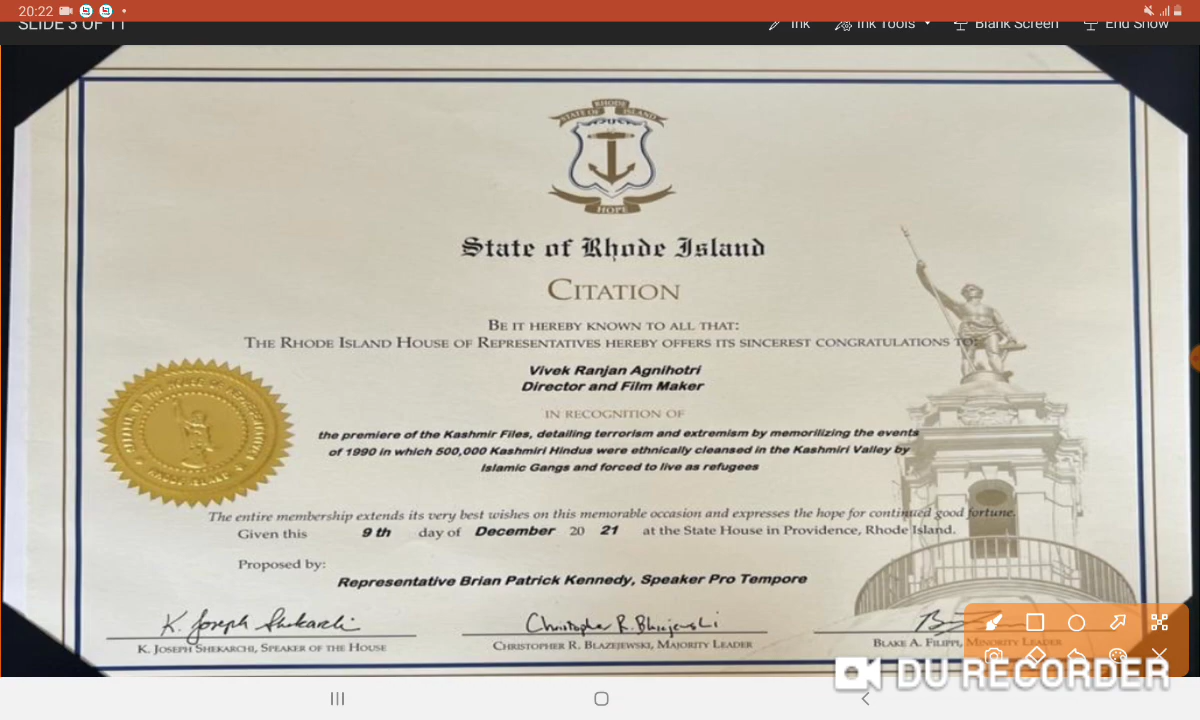 20:22
SLIDE 3 OF 11
Ink
Ink Tools
Blank Screen
End Show
RHODE
STATE OF ISLAND
HOPE
State of Rhode Island
CITATION
BE IT HEREBY KNOWN TO ALL THAT:
THE RHODE ISLAND HOUSE OF REPRESENTATIVES HEREBY OFFERS ITS SINCEREST CONGRATULATIONS TO:
Vivek Ranjan Agnihotri
Director and Film Maker
IN RECOGNITION OF
the premiere of the Kashmir Files, detailing terrorism and extremism by memorilizing the events
of 1990 in which 500,000 Kashmiri Hindus were ethnically cleansed in the Kashmiri Valley by
Islamic Gangs and forced to live as refugees
The entire membership extends its very best wishes on this memorable occasion and expresses the hope for continued good fortune.
Given this 9 th day of December 20 21 at the State House in Providence, Rhode Island.
Proposed by:
Representative Brian Patrick Kennedy, Speaker Pro Tempore
K. Joseph Shekarchi
Christopher R. Blazejewski
K. JOSEPH SHEKARCHI, SPEAKER OF THE HOUSE
CHRISTOPHER R. BLAZEJEWSKI, MAJORITY LEADER
BLAKE A. FILIPPI, MINORITY LEADER
DU RECORDER